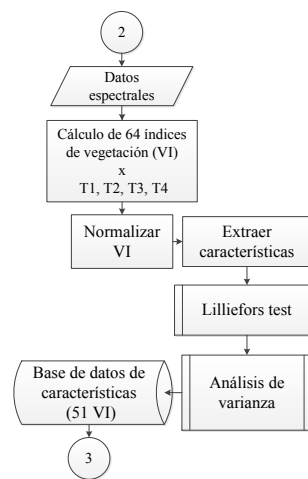 2
Datos
espectrales
Cálculo de 64 índices
de vegetación (VI)
x
T1, T2, T3, T4
Normalizar
VI
Extraer
características
Lilliefors test
Análisis de
varianza
Base de datos de
características
(51 VI)
3